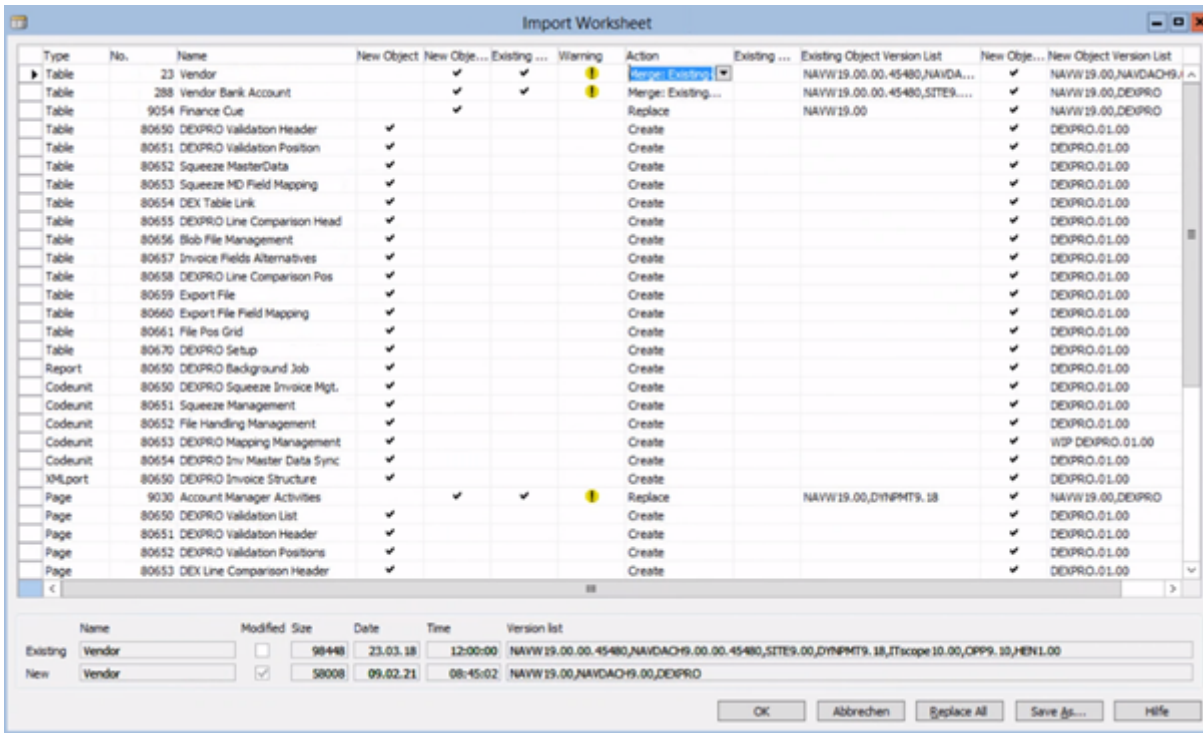 Import Worksheet
Type No. Name New Object New Obje... Existing ... Warning Action Existing ... Existing Object Version List New Obje... New Object Version List
Table 23 Vendor Merge: Existing NAVW19.00.00.45480,NAVDA... NAVW19.00,NAVDACH9.0
Table 288 Vendor Bank Account Merge: Existing... NAVW19.00.00.45480,SITE9.... NAVW19.00,DEXPRO
Table 9054 Finance Cue Replace NAVW19.00 NAVW19.00,DEXPRO
Table 80650 DEXPRO Validation Header Create DEXPRO.01.00
Table 80651 DEXPRO Validation Position Create DEXPRO.01.00
Table 80652 Squeeze MasterData Create DEXPRO.01.00
Table 80653 Squeeze MD Field Mapping Create DEXPRO.01.00
Table 80654 DEX Table Link Create DEXPRO.01.00
Table 80655 DEXPRO Line Comparison Head Create DEXPRO.01.00
Table 80656 Blob File Management Create DEXPRO.01.00
Table 80657 Invoice Fields Alternatives Create DEXPRO.01.00
Table 80658 DEXPRO Line Comparison Pos Create DEXPRO.01.00
Table 80659 Export File Create DEXPRO.01.00
Table 80660 Export File Field Mapping Create DEXPRO.01.00
Table 80661 File Pos Grid Create DEXPRO.01.00
Table 80670 DEXPRO Setup Create DEXPRO.01.00
Report 80650 DEXPRO Background Job Create DEXPRO.01.00
Codeunit 80650 DEXPRO Squeeze Invoice Mgt. Create DEXPRO.01.00
Codeunit 80651 Squeeze Management Create DEXPRO.01.00
Codeunit 80652 File Handling Management Create DEXPRO.01.00
Codeunit 80653 DEXPRO Mapping Management Create WIP DEXPRO.01.00
Codeunit 80654 DEXPRO Inv Master Data Sync Create DEXPRO.01.00
XMLport 80650 DEXPRO Invoice Structure Create DEXPRO.01.00
Page 9030 Account Manager Activities Replace NAVW19.00,DYNPMT9.18 NAVW19.00,DEXPRO
Page 80650 DEXPRO Validation List Create DEXPRO.01.00
Page 80651 DEXPRO Validation Header Create DEXPRO.01.00
Page 80652 DEXPRO Validation Positions Create DEXPRO.01.00
Page 80653 DEX Line Comparison Header Create DEXPRO.01.00
Name Modified Size Date Time Version list
Existing Vendor 98448 23.03.18 12:00:00 NAVW19.00.00.45480,NAVDACH9.00.00.45480,SITE9.00,DYNPMT9.18,ITscope10.00,OPP9.10,HEN1.00
New Vendor 58008 09.02.21 08:45:02 NAVW19.00,NAVDACH9.00,DEXPRO
OK Abbrechen Replace All Save As... Hilfe